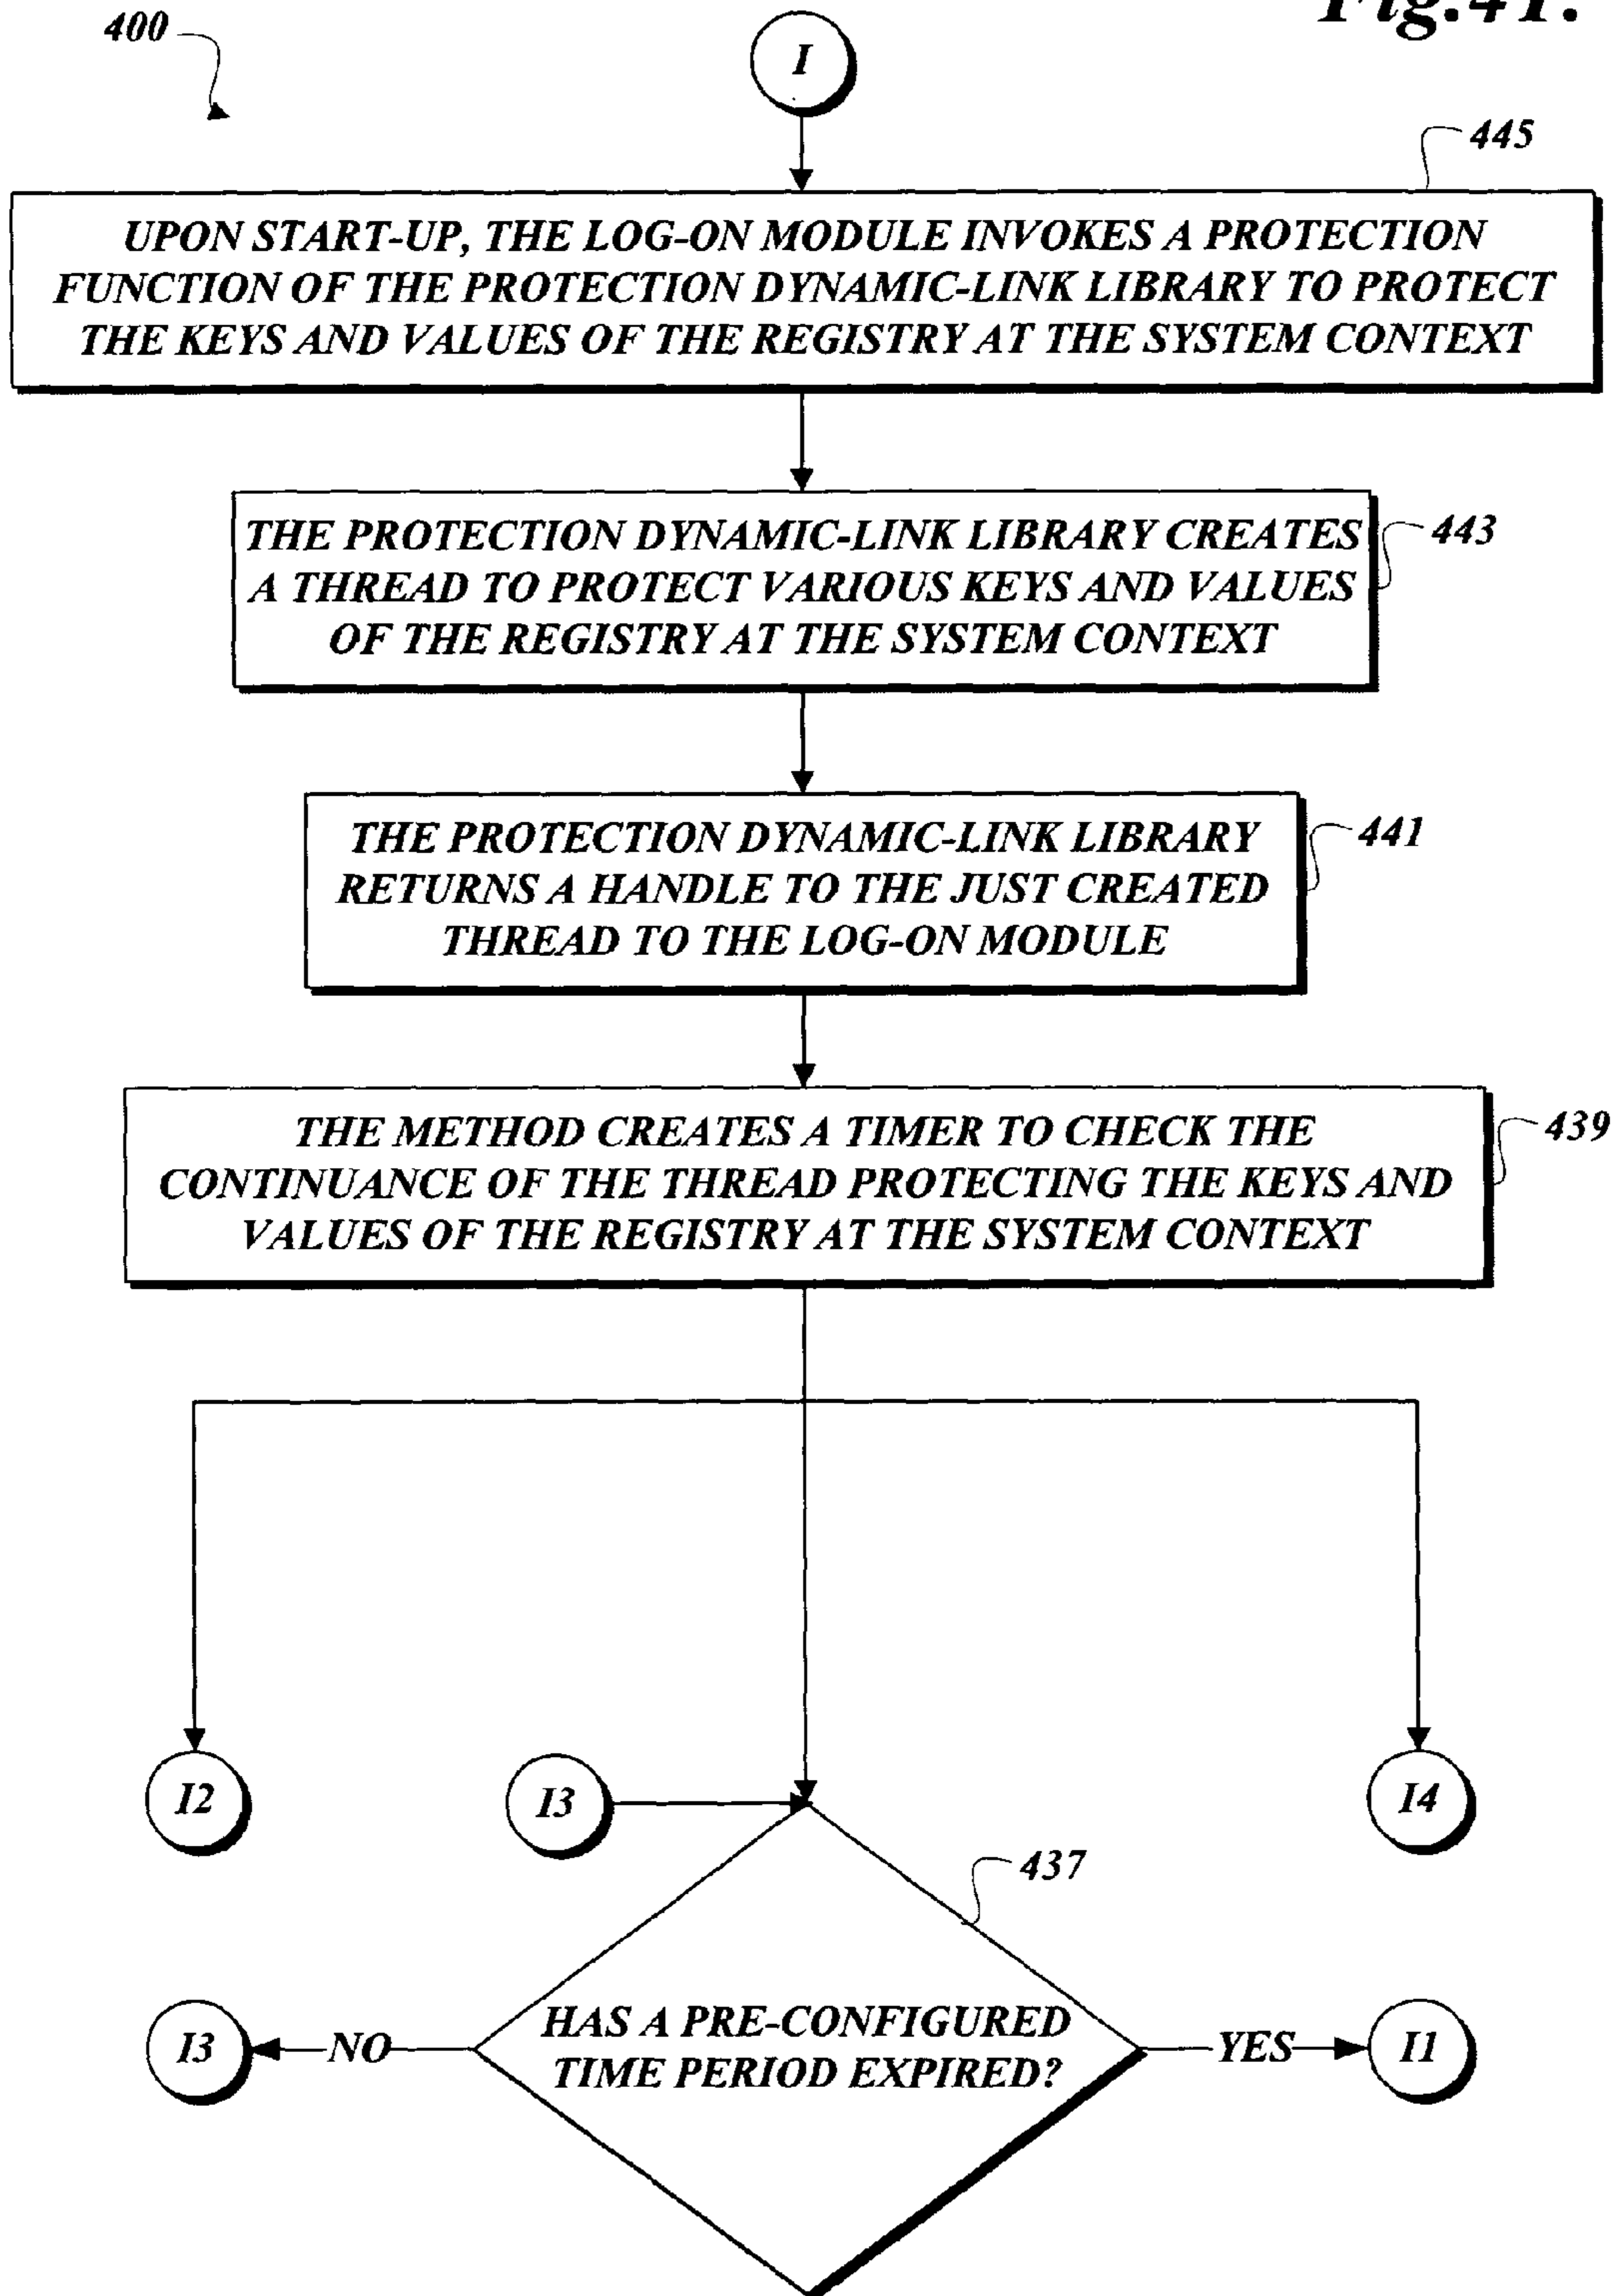 Fig.4I.
400
I
445
UPON START-UP, THE LOG-ON MODULE INVOKES A PROTECTION
FUNCTION OF THE PROTECTION DYNAMIC-LINK LIBRARY TO PROTECT
THE KEYS AND VALUES OF THE REGISTRY AT THE SYSTEM CONTEXT
443
THE PROTECTION DYNAMIC-LINK LIBRARY CREATES
A THREAD TO PROTECT VARIOUS KEYS AND VALUES
OF THE REGISTRY AT THE SYSTEM CONTEXT
441
THE PROTECTION DYNAMIC-LINK LIBRARY
RETURNS A HANDLE TO THE JUST CREATED
THREAD TO THE LOG-ON MODULE
439
THE METHOD CREATES A TIMER TO CHECK THE
CONTINUANCE OF THE THREAD PROTECTING THE KEYS AND
VALUES OF THE REGISTRY AT THE SYSTEM CONTEXT
I2
I3
I4
437
HAS A PRE-CONFIGURED
TIME PERIOD EXPIRED?
I3
NO
YES
I1